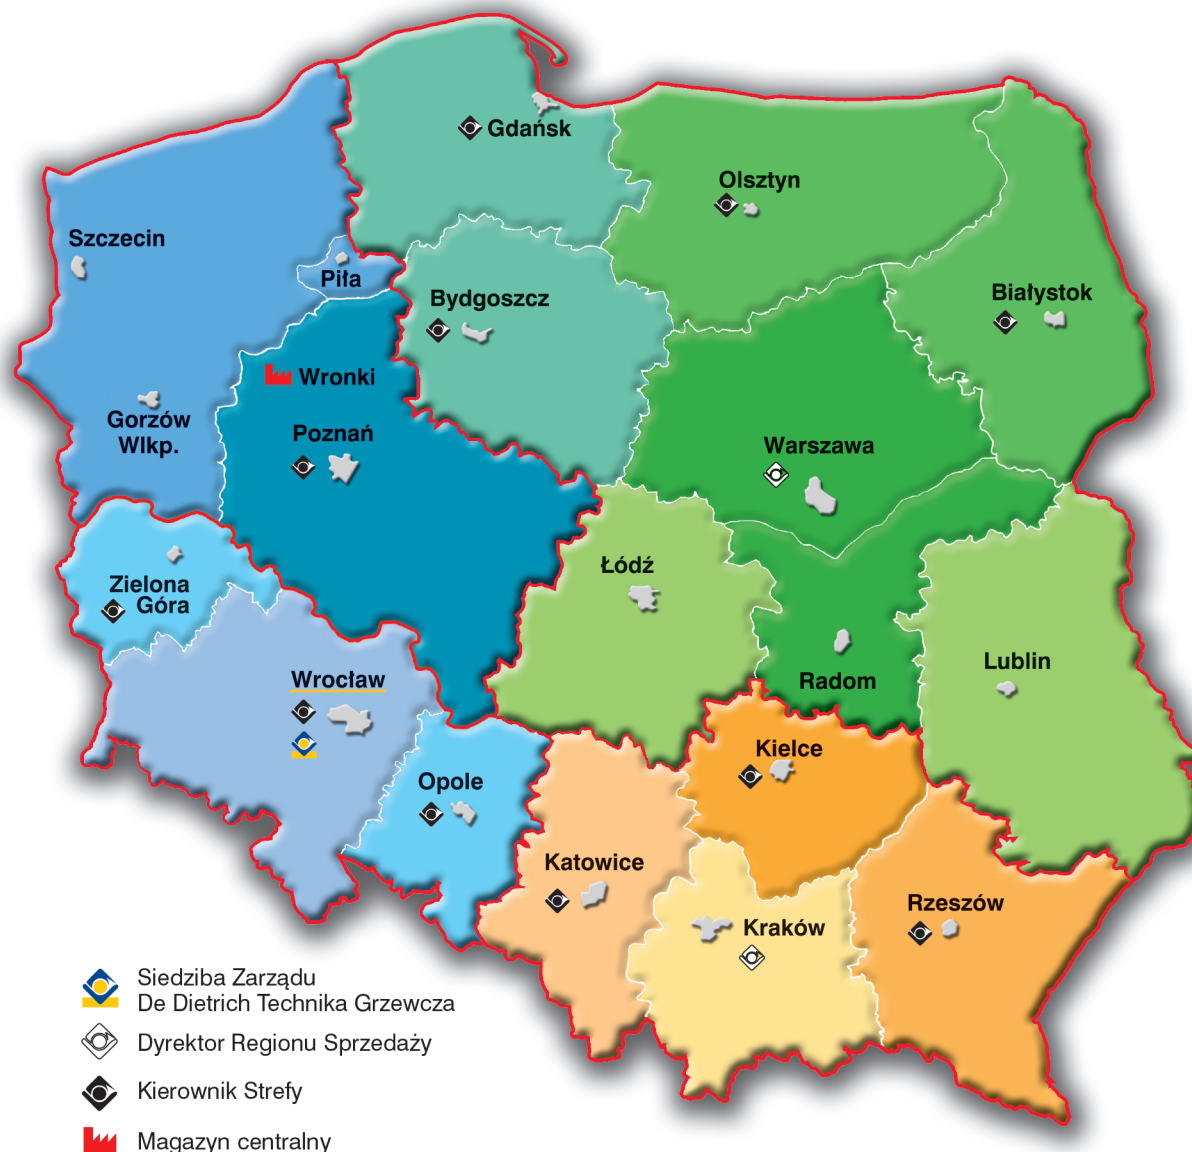 Gdańsk
Olsztyn
Szczecin
Piła
Bydgoszcz
Białystok
Wronki
Gorzów
Wlkp.
Poznań
Warszawa
Łódź
Zielona
Góra
Lublin
Wrocław
Radom
Kielce
Opole
Katowice
Rzeszów
Kraków
Siedziba Zarządu
De Dietrich Technika Grzewcza
Dyrektor Regionu Sprzedaży
Kierownik Strefy
Magazyn centralny